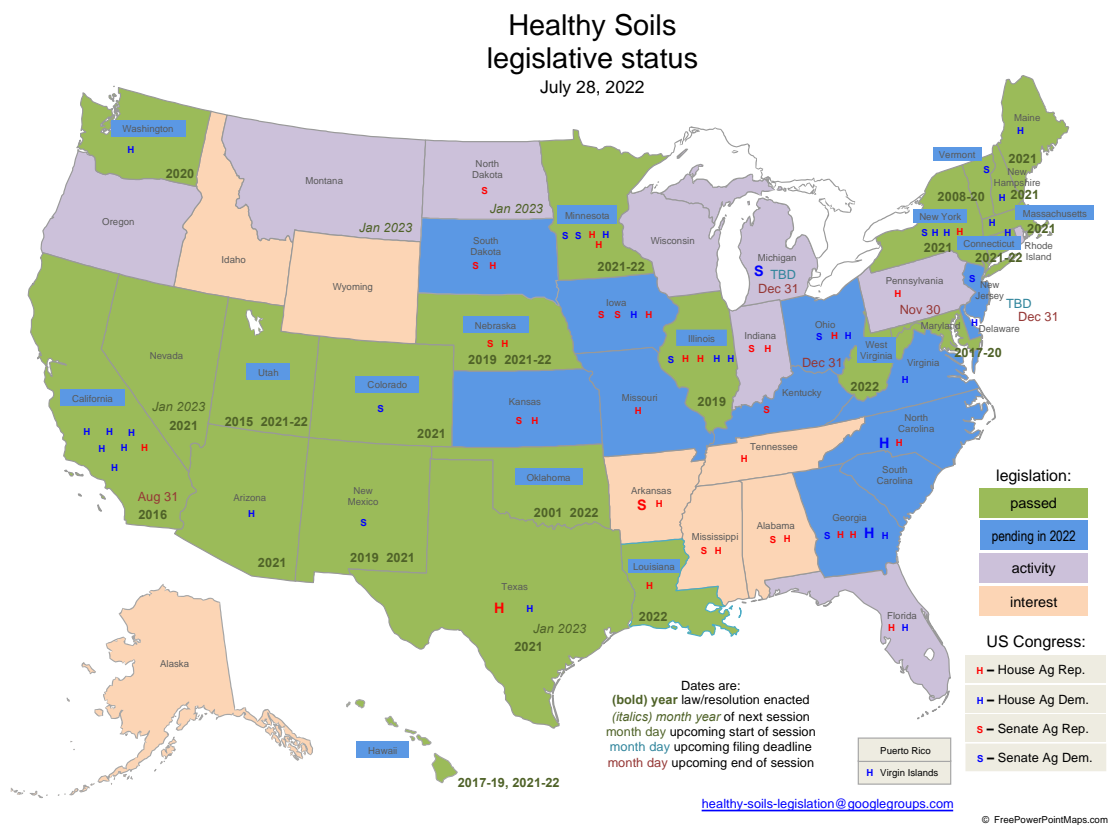 Healthy Soils
legislative status
July 28, 2022
Washington
H
2020
Oregon
Idaho
Montana
Jan 2023
Wyoming
North
Dakota
S
Jan 2023
South
Dakota
S H
Minnesota
S S H H
H
2021-22
Wisconsin
Michigan
S TBD
Dec 31
Maine
H
2021
Vermont
S
2008-20
New
Hampshire
H 2021
New York
S H H H
2021
Massachusetts
H
H
2021
Connecticut
2021-22
Rhode
Island
Pennsylvania
H
Nov 30
S
New
Jersey
TBD
Dec 31
H
Delaware
Maryland
2017-20
Nebraska
S H
2019 2021-22
Iowa
S S H H
Illinois
S H H H H
2019
Indiana
S H
Ohio
S H H
Dec 31
West
Virginia
2022
Virginia
H
Nevada
Jan 2023
2021
Utah
2015 2021-22
Colorado
S
2021
Kansas
S H
Missouri
H
Kentucky
H
Tennessee
H
North
Carolina
H H
South
Carolina
California
H H H
H H H
H
Aug 31
2016
Arizona
H
2021
New
Mexico
S
2019 2021
Oklahoma
2001 2022
Arkansas
S H
Mississippi
S H
Alabama
S H
Georgia
S H H H H
Texas
H H
Jan 2023
2021
Louisiana
H
2022
Florida
H H
Alaska
Hawaii
2017-19, 2021-22
legislation:
passed
pending in 2022
activity
interest
US Congress:
H – House Ag Rep.
H – House Ag Dem.
S – Senate Ag Rep.
S – Senate Ag Dem.
Dates are:
(bold) year law/resolution enacted
(italics) month year of next session
month day upcoming start of session
month day upcoming filing deadline
month day upcoming end of session
Puerto Rico
H Virgin Islands
healthy-soils-legislation@googlegroups.com
© FreePowerPointMaps.com